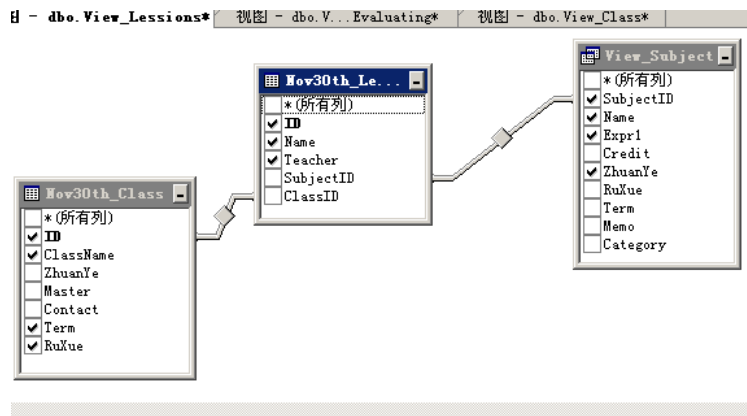 - dbo.View_Lessions*
视图 - dbo.V...Evaluating*
视图 - dbo.View_Class*
Nov30th_Class
* (所有列)
ID
ClassName
ZhuanYe
Master
Contact
Term
RuXue
Nov30th_Le...
* (所有列)
ID
Name
Teacher
SubjectID
ClassID
View_Subject
* (所有列)
SubjectID
Name
Expr1
Credit
ZhuanYe
RuXue
Term
Memo
Category